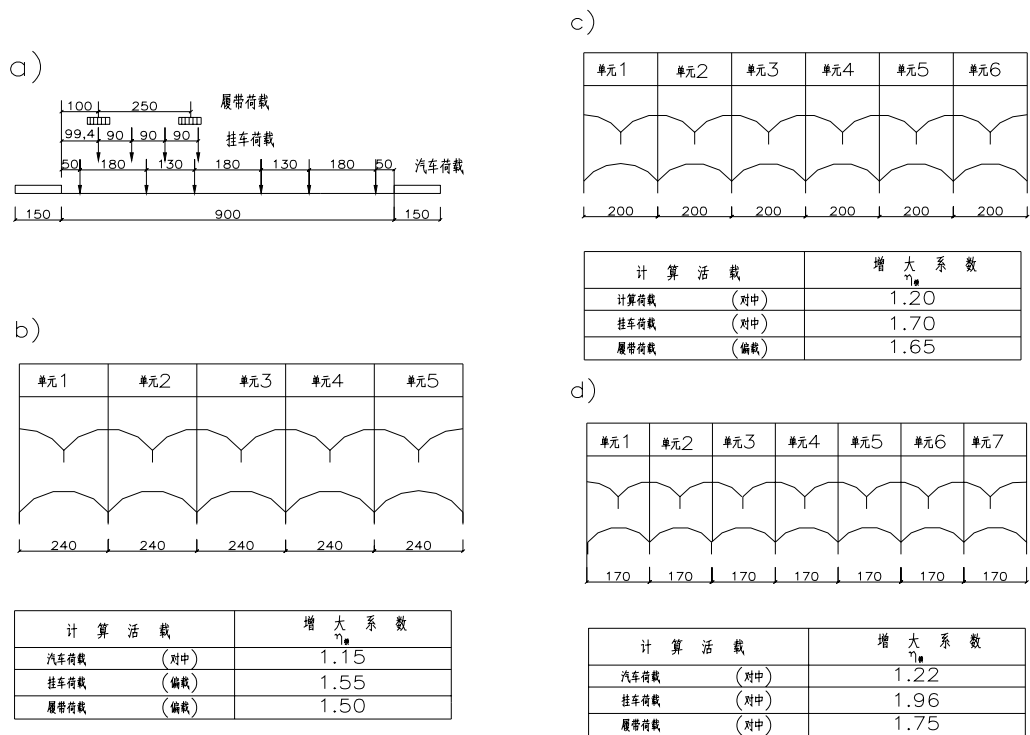 a)
100 250 履带荷载
99,4 90 90 90 挂车荷载
50 180 130 180 130 180 50 汽车荷载
150 900 150
b)
单元1 单元2 单元3 单元4 单元5
240 240 240 240 240
计 算 活 载 增 大 系 数
汽车荷载 (对中) 1.15
挂车荷载 (偏载) 1.55
履带荷载 (偏载) 1.50
c)
单元1 单元2 单元3 单元4 单元5 单元6
200 200 200 200 200 200
计 算 活 载 增 大 系 数
计算荷载 (对中) 1.20
挂车荷载 (对中) 1.70
履带荷载 (偏载) 1.65
d)
单元1 单元2 单元3 单元4 单元5 单元6 单元7
170 170 170 170 170 170 170
计 算 活 载 增 大 系 数
汽车荷载 (对中) 1.22
挂车荷载 (对中) 1.96
履带荷载 (对中) 1.75